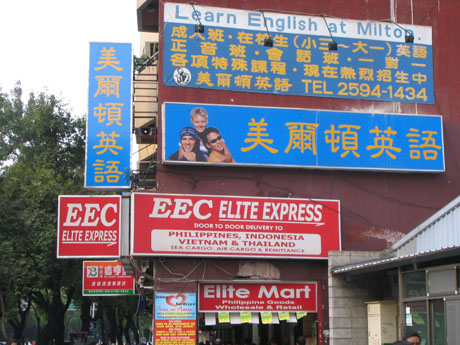 Learn English at Milton.
成人班·在校生(小三～大一)英語
正音班·會話班·一對一
各項特殊課程·現在熱烈招生中
美爾頓英語 TEL 2594-1434
美爾頓英語
美爾頓英語
EEC
ELITE EXPRESS
EEC ELITE EXPRESS
DOOR TO DOOR DELIVERY TO
PHILIPPINES, INDONESIA
VIETNAM & THAILAND
SEA CARGO, AIR CARGO & REMITTANCE
Elite Mart
Philippine Goods
Wholesale & Retail